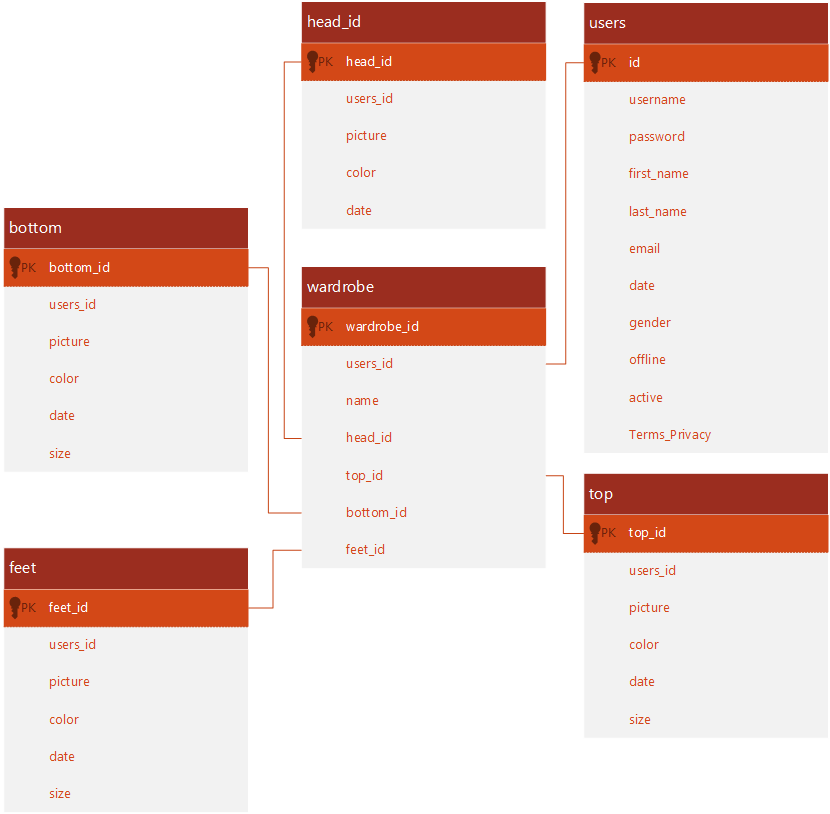 head_id
PK head_id
users_id
picture
color
date
users
PK id
username
password
first_name
last_name
email
date
gender
offline
active
Terms_Privacy
bottom
PK bottom_id
users_id
picture
color
date
size
wardrobe
PK wardrobe_id
users_id
name
head_id
top_id
bottom_id
feet_id
top
PK top_id
users_id
picture
color
date
size
feet
PK feet_id
users_id
picture
color
date
size